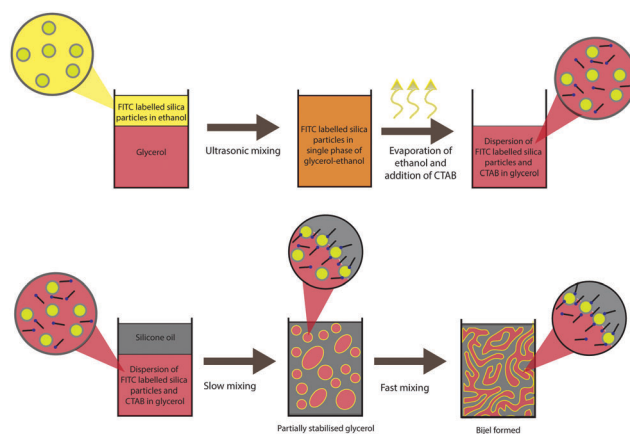 FITC labelled silica
particles in ethanol
Glycerol
Ultrasonic mixing
FITC labelled silica
particles in
single phase of
glycerol-ethanol
Evaporation of
ethanol and
addition of CTAB
Dispersion of
FITC labelled silica
particles and
CTAB in glycerol
Silicone oil
Dispersion of
FITC labelled silica
particles and
CTAB in glycerol
Slow mixing
Partially stabilised glycerol
Fast mixing
Bijel formed